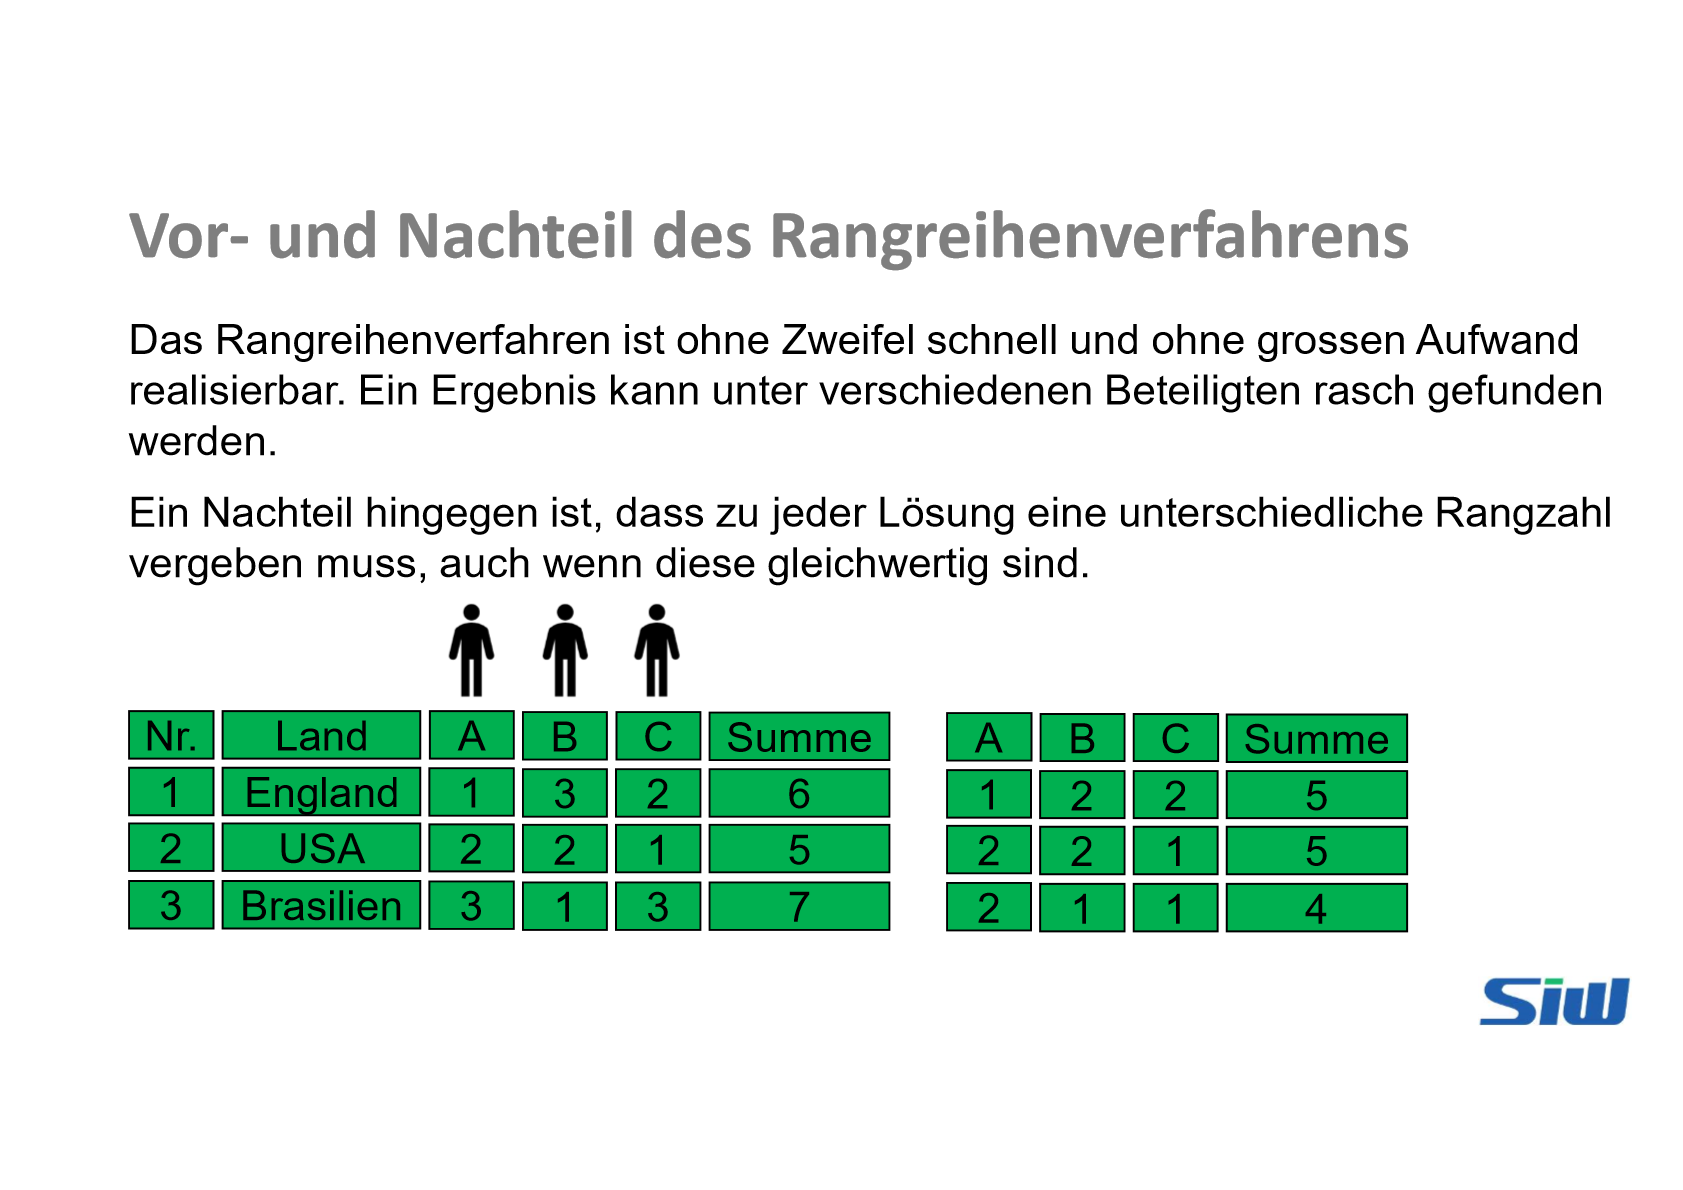 Vor- und Nachteil des Rangreihenverfahrens
Das Rangreihenverfahren ist ohne Zweifel schnell und ohne grossen Aufwand
realisierbar. Ein Ergebnis kann unter verschiedenen Beteiligten rasch gefunden
werden.
Ein Nachteil hingegen ist, dass zu jeder Lösung eine unterschiedliche Rangzahl
vergeben muss, auch wenn diese gleichwertig sind.
Nr. Land A B C Summe A B C Summe
1 England 1 3 2 6 1 2 2 5
2 USA 2 2 1 5 2 2 1 5
3 Brasilien 3 1 3 7 2 1 1 4
Siw